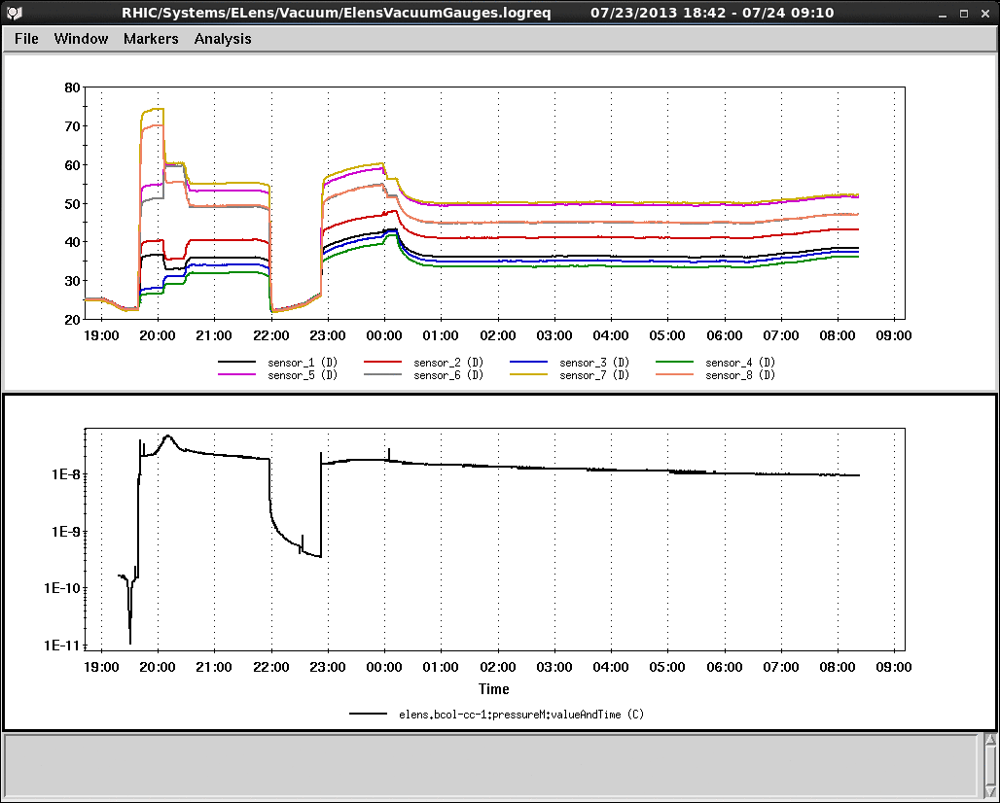 RHIC/Systems/ELens/Vacuum/ElensVacuumGauges.logreq 07/23/2013 18:42 - 07/24 09:10
File Window Markers Analysis
80
70
60
50
40
30
20
19:00 20:00 21:00 22:00 23:00 00:00 01:00 02:00 03:00 04:00 05:00 06:00 07:00 08:00 09:00
sensor_1 (D) sensor_2 (D) sensor_3 (D) sensor_4 (D)
sensor_5 (D) sensor_6 (D) sensor_7 (D) sensor_8 (D)
1E-8
1E-9
1E-10
1E-11
19:00 20:00 21:00 22:00 23:00 00:00 01:00 02:00 03:00 04:00 05:00 06:00 07:00 08:00 09:00
Time
elens.bcol-cc-1:pressureM:valueAndTime (C)